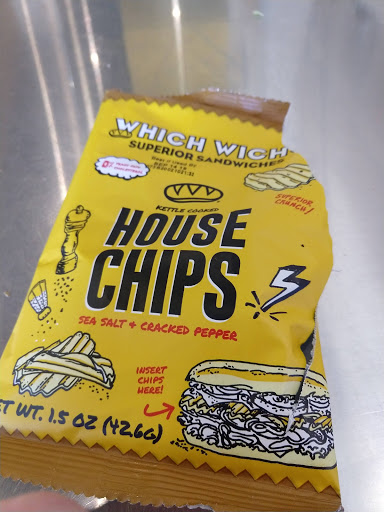 WHICH WICH
SUPERIOR SANDWICHES
KETTLE COOKED
HOUSE
CHIPS
SEA SALT & CRACKED PEPPER
SUPERIOR
CRUNCH!
INSERT
CHIPS
HERE!
ET WT. 1.5 OZ (42.6G)